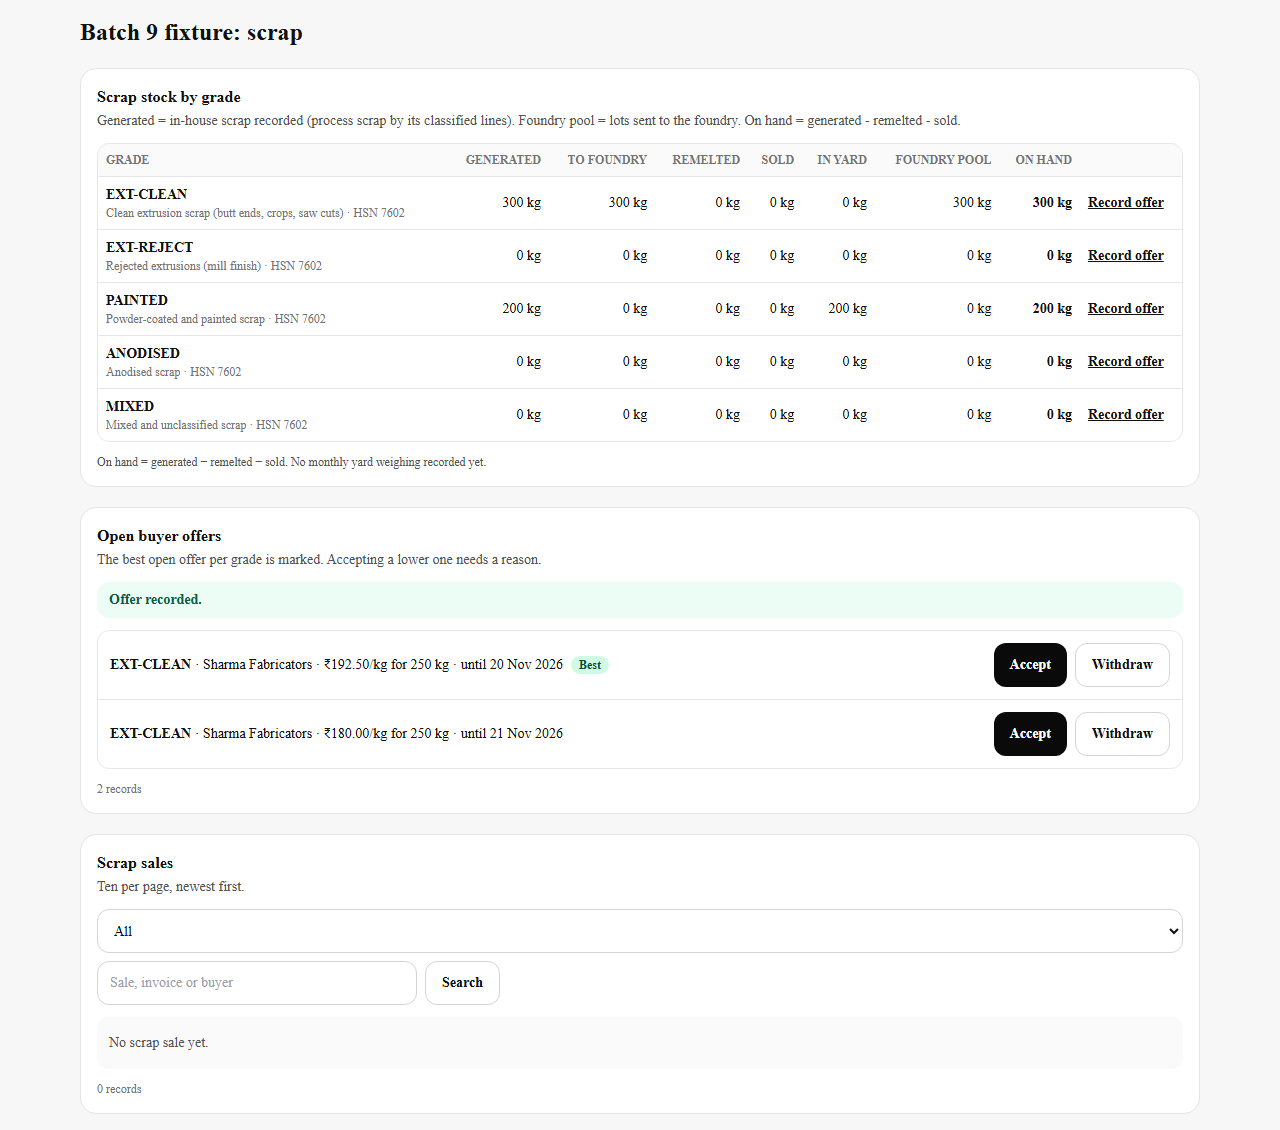 Batch 9 fixture: scrap
Scrap stock by grade
Generated = in-house scrap recorded (process scrap by its classified lines). Foundry pool = lots sent to the foundry. On hand = generated - remelted - sold.
GRADE GENERATED TO FOUNDRY REMELTED SOLD IN YARD FOUNDRY POOL ON HAND
EXT-CLEAN
Clean extrusion scrap (butt ends, crops, saw cuts) · HSN 7602
300 kg 300 kg 0 kg 0 kg 0 kg 300 kg 300 kg Record offer
EXT-REJECT
Rejected extrusions (mill finish) · HSN 7602
0 kg 0 kg 0 kg 0 kg 0 kg 0 kg 0 kg Record offer
PAINTED
Powder-coated and painted scrap · HSN 7602
200 kg 0 kg 0 kg 0 kg 200 kg 0 kg 200 kg Record offer
ANODISED
Anodised scrap · HSN 7602
0 kg 0 kg 0 kg 0 kg 0 kg 0 kg 0 kg Record offer
MIXED
Mixed and unclassified scrap · HSN 7602
0 kg 0 kg 0 kg 0 kg 0 kg 0 kg 0 kg Record offer
On hand = generated − remelted − sold. No monthly yard weighing recorded yet.
Open buyer offers
The best open offer per grade is marked. Accepting a lower one needs a reason.
Offer recorded.
EXT-CLEAN · Sharma Fabricators · ₹192.50/kg for 250 kg · until 20 Nov 2026 Best Accept Withdraw
EXT-CLEAN · Sharma Fabricators · ₹180.00/kg for 250 kg · until 21 Nov 2026 Accept Withdraw
2 records
Scrap sales
Ten per page, newest first.
All
Sale, invoice or buyer Search
No scrap sale yet.
0 records